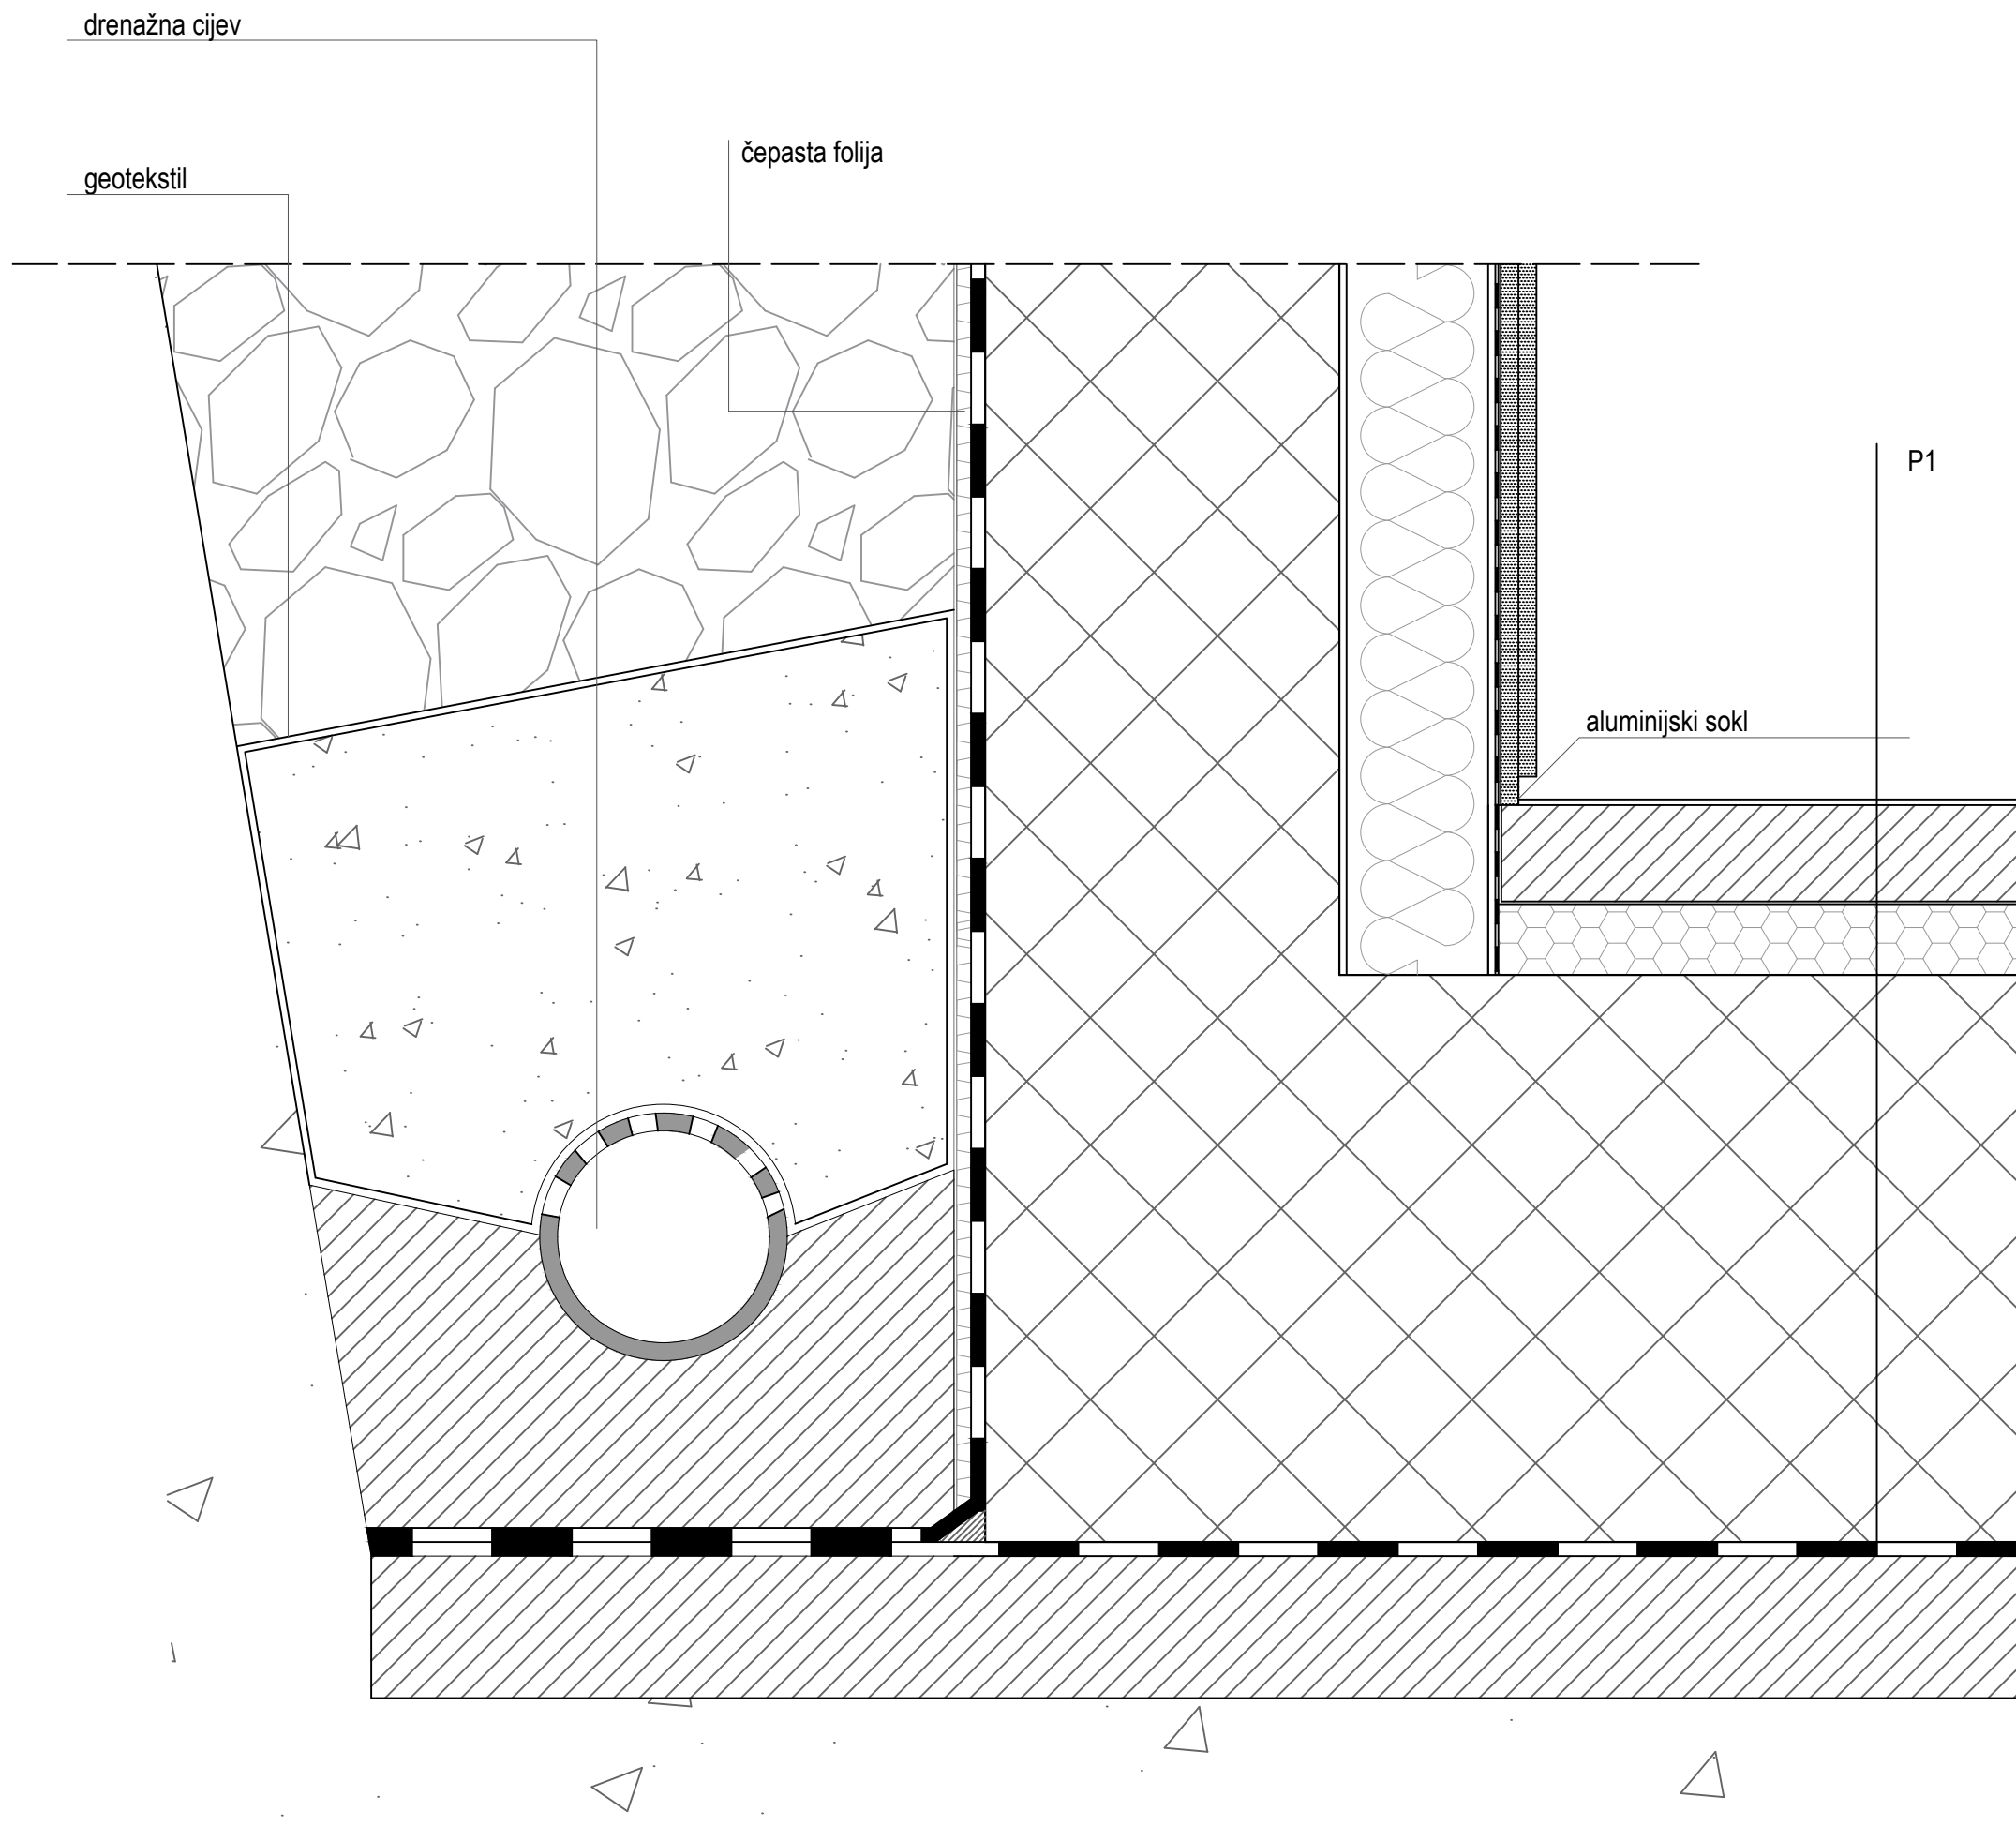 drenažna cijev
čepasta folija
geotekstil
P1
aluminijski sokl